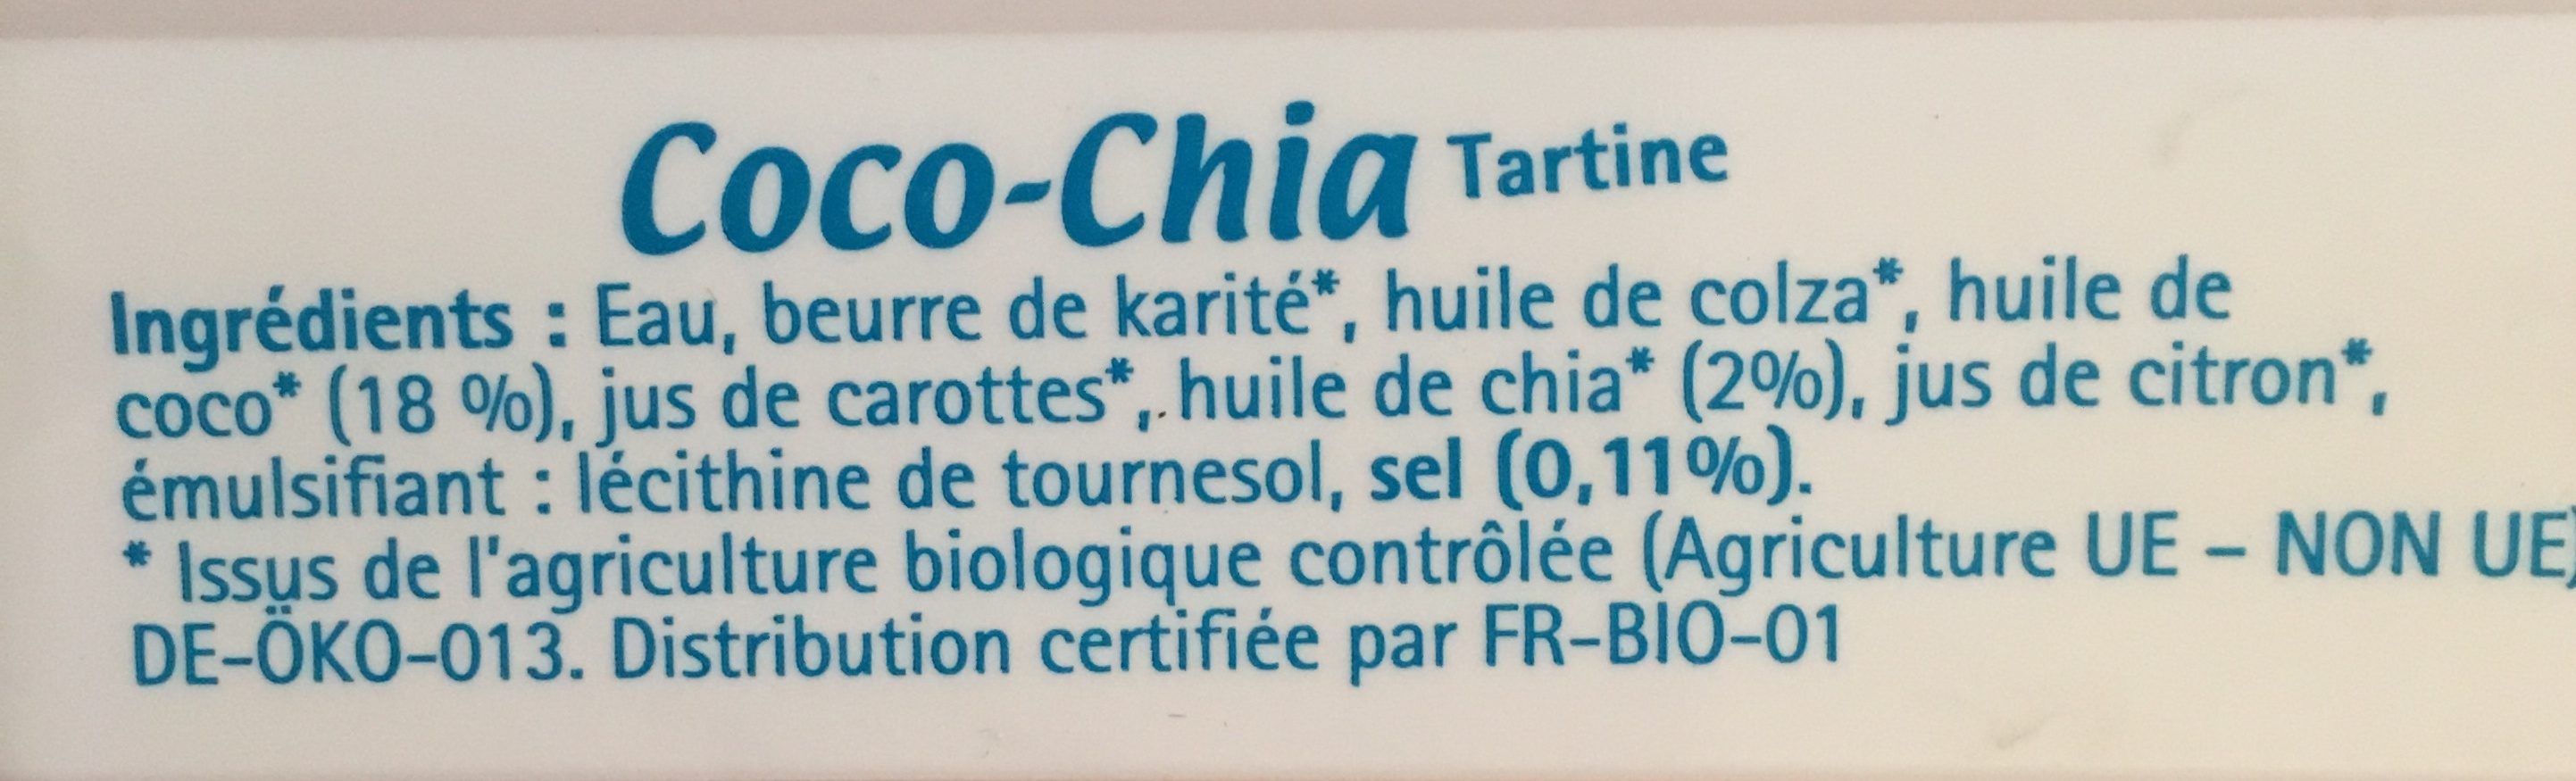 Coco-Chia Tartine
Ingrédients : Eau, beurre de karité*, huile de colza*, huile de
coco* (18 %), jus de carottes*, huile de chia* (2%), jus de citron*,
émulsifiant : lécithine de tournesol, sel (0,11%).
* Issus de l'agriculture biologique contrôlée (Agriculture UE – NON UE)
DE-ÖKO-013. Distribution certifiée par FR-BIO-01